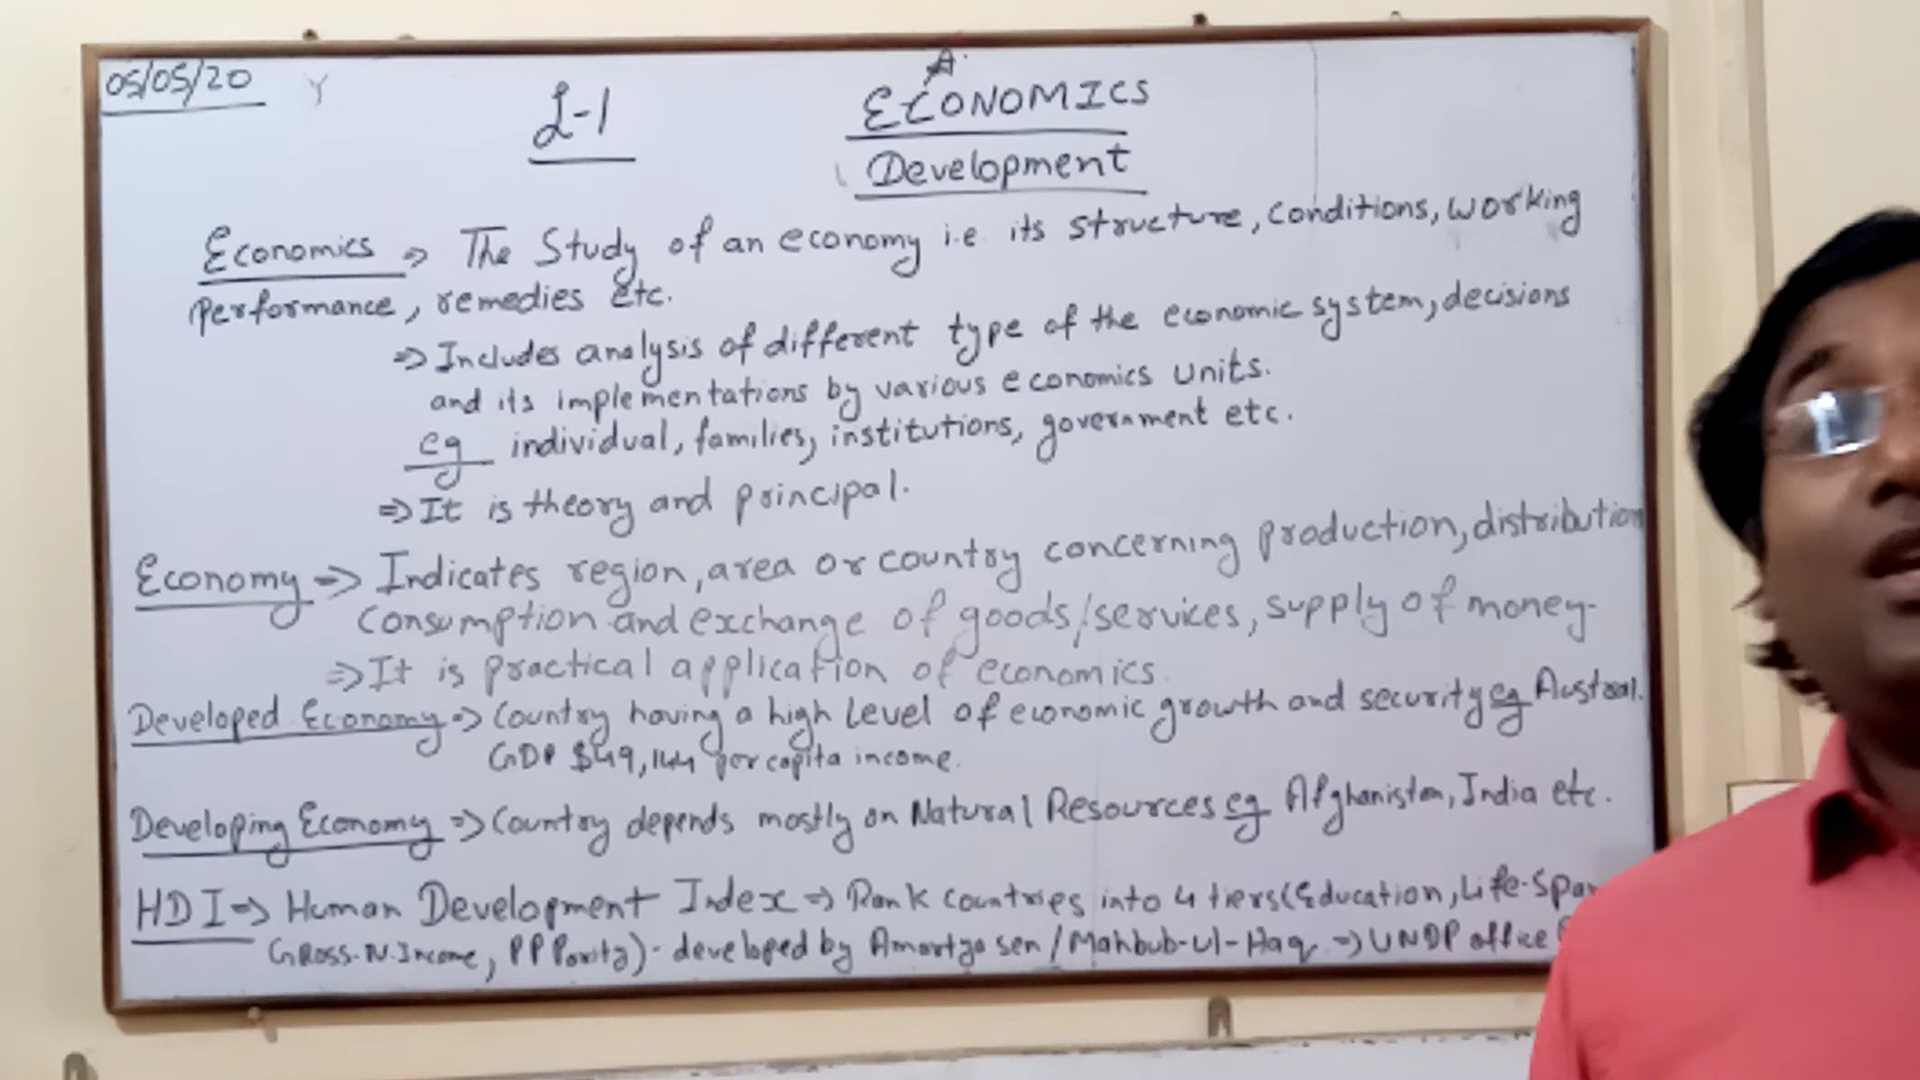 05/05/20
L-1
ECONOMICS
Development
Economics ⇒ The Study of an economy i.e its structure, conditions, working
performance, remedies etc.
⇒ Includes analysis of different type of the economic system, decisions
and its implementations by various economics units.
eg individual, families, institutions, government etc.
⇒ It is theory and principal.
Economy ⇒ Indicates region, area or country concerning production, distribution
consumption and exchange of goods/services, supply of money-
⇒ It is practical application of economics.
Developed Economy ⇒ Country having a high level of economic growth and security eg Austral.
GDP $49,144 per capita income.
Developing Economy ⇒ Country depends mostly on Natural Resources eg Afghanistan, India etc.
HDI ⇒ Human Development Index ⇒ Rank countries into 4 tiers (Education, Life-Span
Gross.N.Income, PPParity) - developed by Amartya sen / Mahbub-ul-Haq ⇒ UNDP office